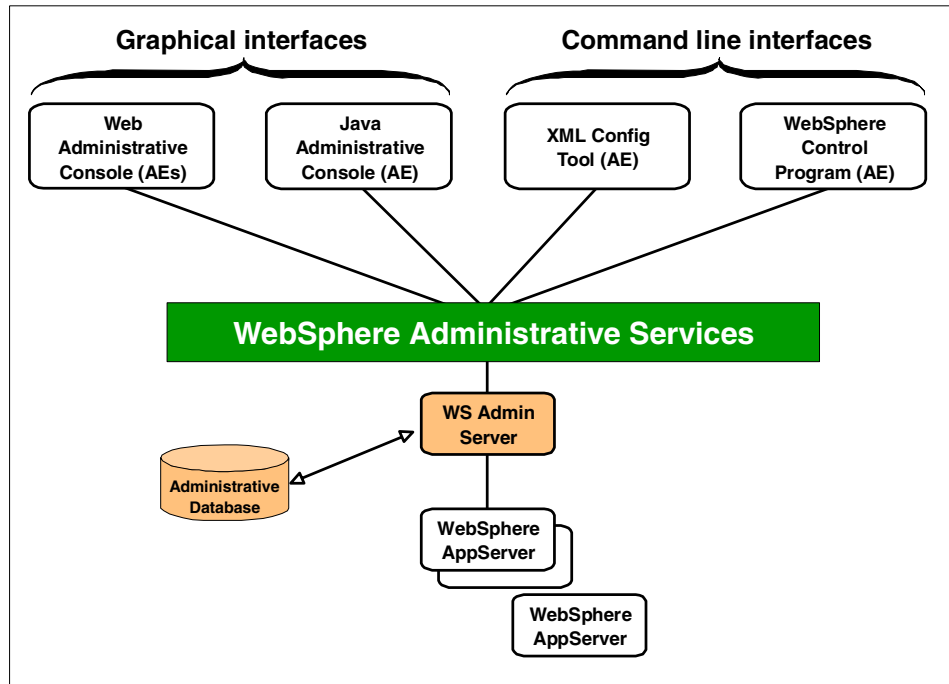 Graphical interfaces
Command line interfaces
Web
Administrative
Console (AEs)
Java
Administrative
Console (AE)
XML Config
Tool (AE)
WebSphere
Control
Program (AE)
WebSphere Administrative Services
WS Admin
Server
Administrative
Database
WebSphere
AppServer
WebSphere
AppServer